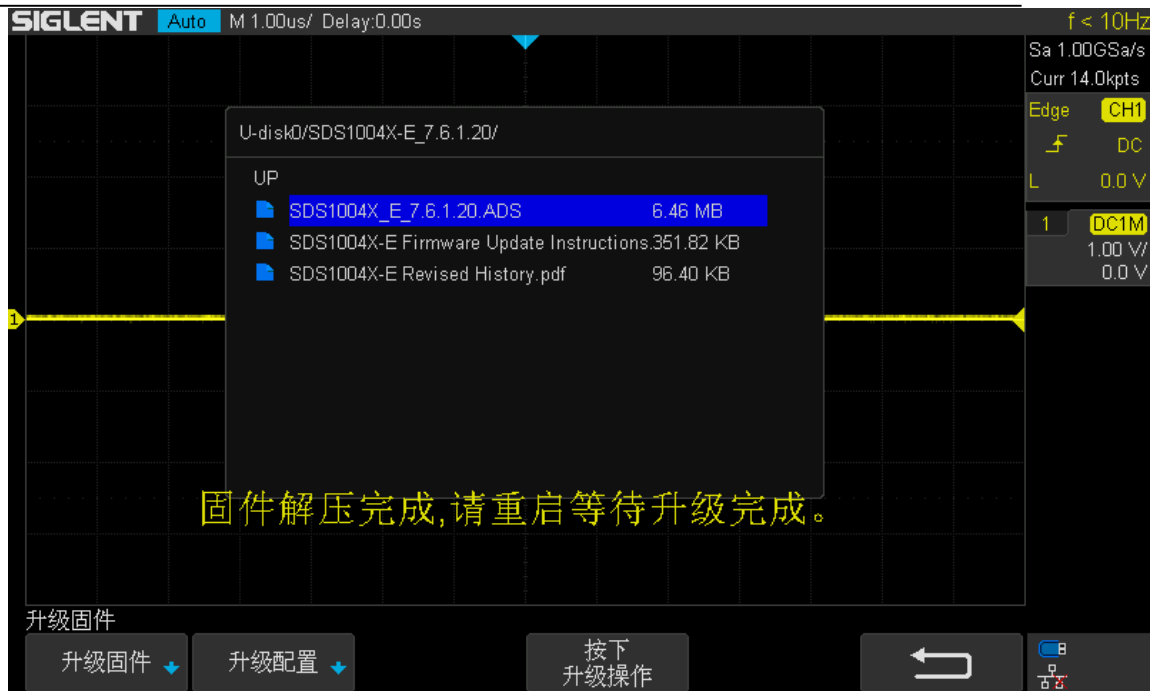 SIGLENT Auto M 1.00us/ Delay:0.00s f < 10Hz
Sa 1.00GSa/s
Curr 14.0kpts
Edge CH1
DC
L 0.0 V
1 DC1M
1.00 V/
0.0 V
U-disk0/SDS1004X-E_7.6.1.20/
UP
SDS1004X_E_7.6.1.20.ADS 6.46 MB
SDS1004X-E Firmware Update Instructions.351.82 KB
SDS1004X-E Revised History.pdf 96.40 KB
1
固件解压完成,请重启等待升级完成。
升级固件
升级固件 升级配置 按下
升级操作